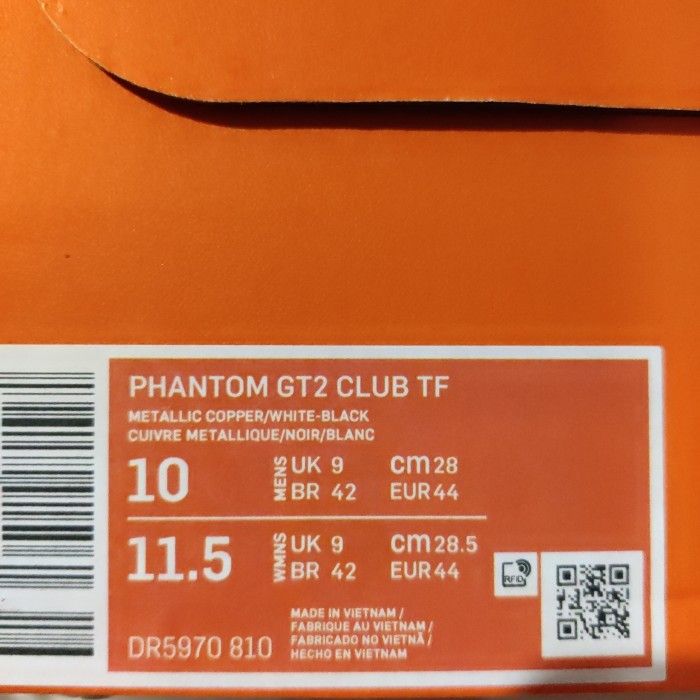 PHANTOM GT2 CLUB TF
METALLIC COPPER/WHITE-BLACK
CUIVRE METALLIQUE/NOIR/BLANC
10 MENS UK 9 cm 28
BR 42 EUR 44
11.5 WMNS UK 9 cm 28.5
BR 42 EUR 44
RFID
MADE IN VIETNAM /
FABRIQUE AU VIETNAM /
FABRICADO NO VIETNÃ /
HECHO EN VIETNAM
DR5970 810